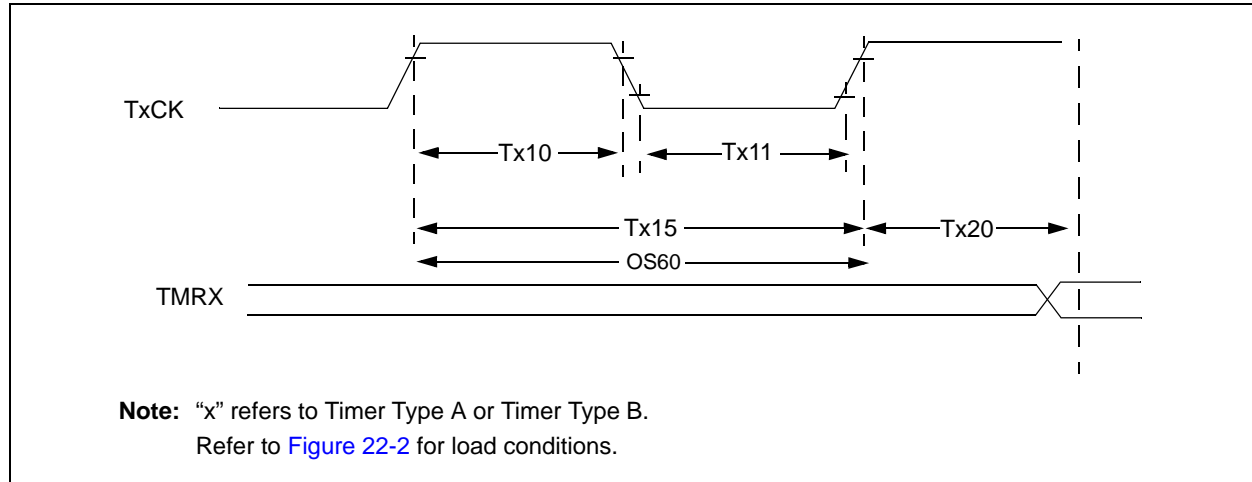 TxCK
Tx10
Tx11
Tx15
Tx20
OS60
TMRX
Note: “x” refers to Timer Type A or Timer Type B.
Refer to Figure 22-2 for load conditions.